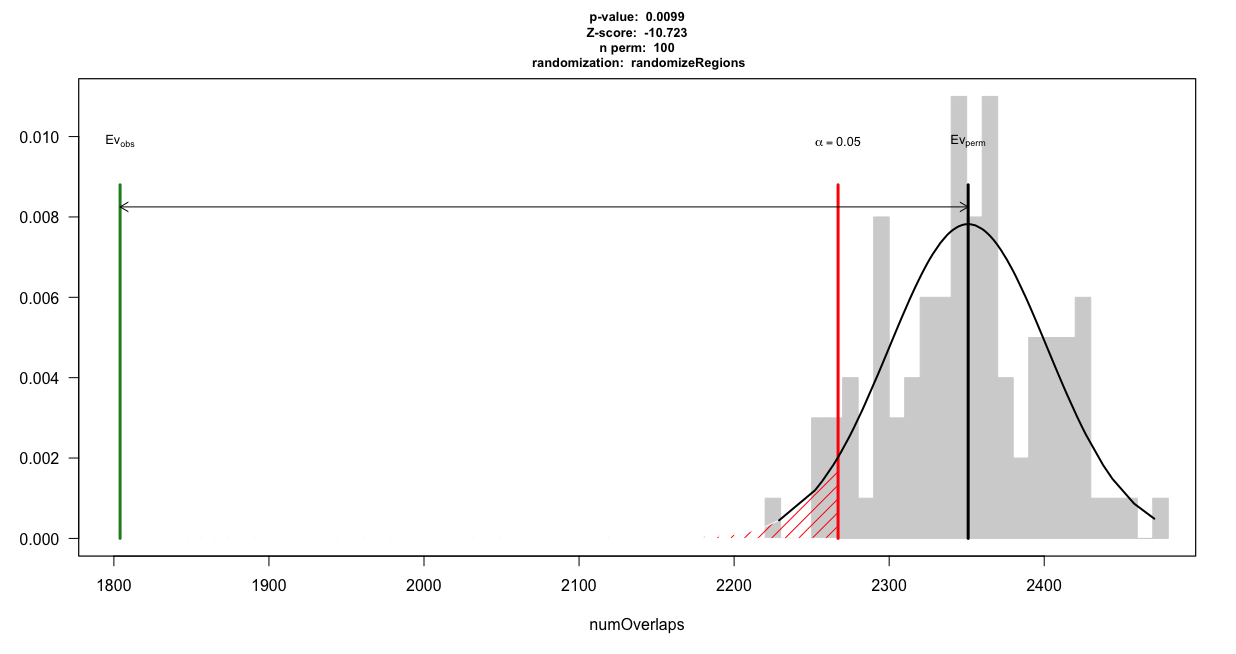 p-value: 0.0099
Z-score: -10.723
n perm: 100
randomization: randomizeRegions
Evobs
α = 0.05
Evperm
0.010
0.008
0.006
0.004
0.002
0.000
1800 1900 2000 2100 2200 2300 2400
numOverlaps